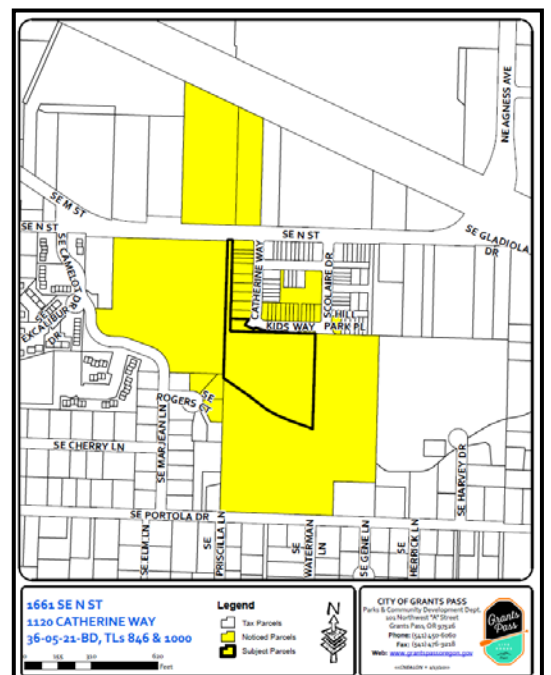 NE AGNESS AVE
SE M ST
SE N ST
SE N ST
SE GLADIOLA
DR
SE CAMELOT DR
SE
EXCALIBUR
DR
CATHERINE WAY
SCOLAIRE DR
KIDS WAY
HILL
PARK PL
SE
ROGERS CT
SE MARJEAN LN
SE CHERRY LN
SE HARVEY DR
SE PORTOLA DR
SE ELM LN
SE
PRISCILLA LN
SE
WATERMAN
LN
SE GENE LN
SE
HERRICK LN
1661 SE N ST
1120 CATHERINE WAY
36-05-21-BD, TLs 846 & 1000
Feet
Legend
Tax Parcels
Noticed Parcels
Subject Parcels
N
CITY OF GRANTS PASS
Parks & Community Development Dept.
101 Northwest "A" Street
Grants Pass, OR 97526
Phone: (541) 450-6060
Fax: (541) 476-9218
Web: www.grantspassoregon.gov
Grants
Pass